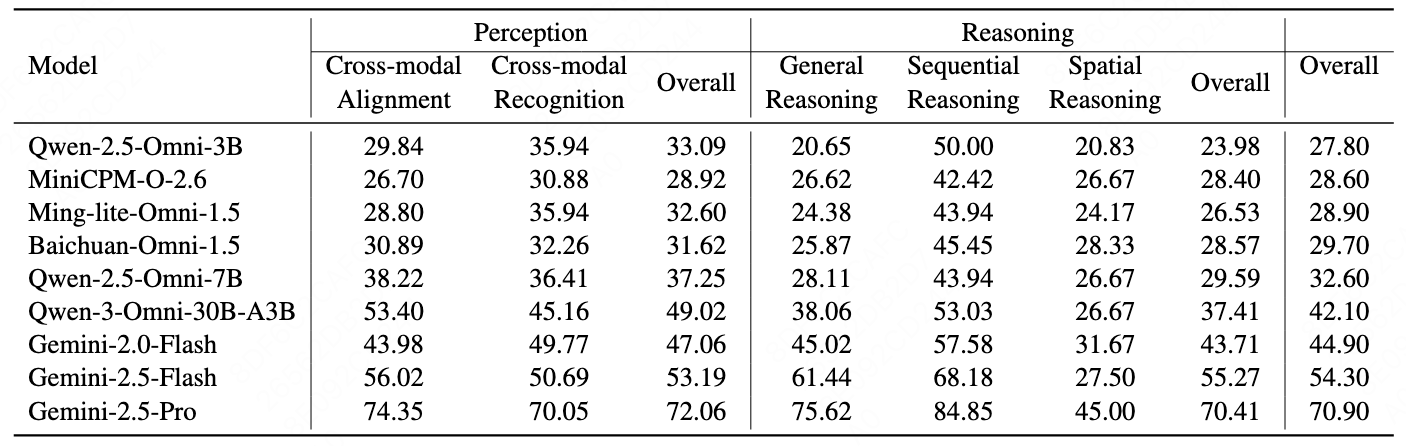 Perception Reasoning
Model Cross-modal Alignment Cross-modal Recognition Overall General Reasoning Sequential Reasoning Spatial Reasoning Overall Overall
Qwen-2.5-Omni-3B 29.84 35.94 33.09 20.65 50.00 20.83 23.98 27.80
MiniCPM-O-2.6 26.70 30.88 28.92 26.62 42.42 26.67 28.40 28.60
Ming-lite-Omni-1.5 28.80 35.94 32.60 24.38 43.94 24.17 26.53 28.90
Baichuan-Omni-1.5 30.89 32.26 31.62 25.87 45.45 28.33 28.57 29.70
Qwen-2.5-Omni-7B 38.22 36.41 37.25 28.11 43.94 26.67 29.59 32.60
Qwen-3-Omni-30B-A3B 53.40 45.16 49.02 38.06 53.03 26.67 37.41 42.10
Gemini-2.0-Flash 43.98 49.77 47.06 45.02 57.58 31.67 43.71 44.90
Gemini-2.5-Flash 56.02 50.69 53.19 61.44 68.18 27.50 55.27 54.30
Gemini-2.5-Pro 74.35 70.05 72.06 75.62 84.85 45.00 70.41 70.90